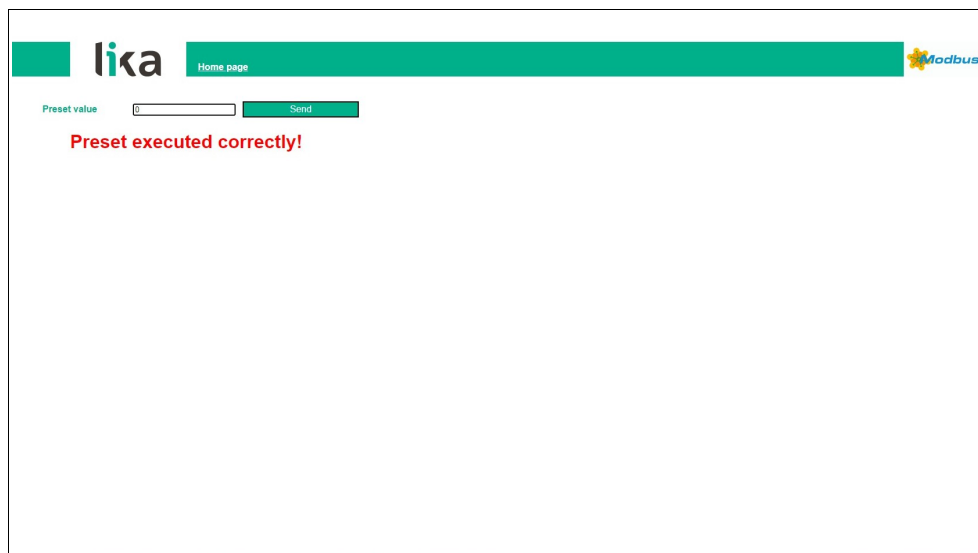 lika
Home page
Modbus
Preset value 0 Send
Preset executed correctly!